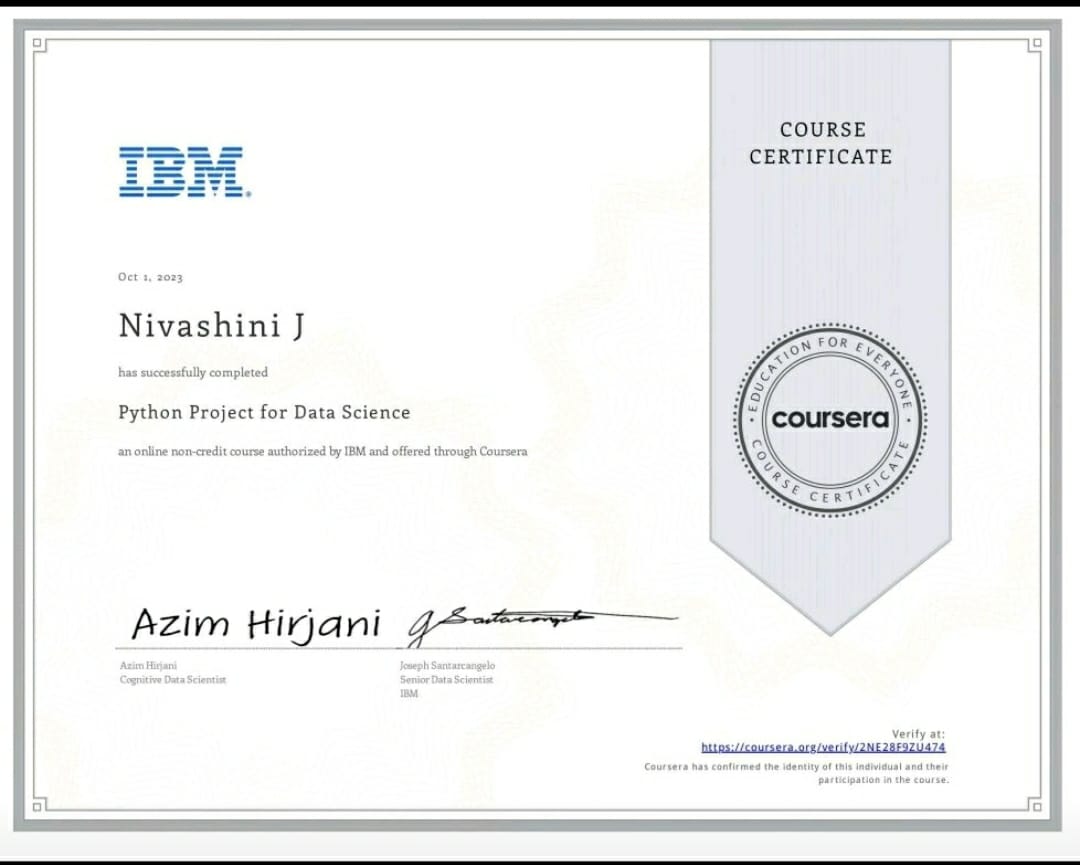 IBM®
COURSE
CERTIFICATE
Oct 1, 2023
Nivashini J
has successfully completed
Python Project for Data Science
an online non-credit course authorized by IBM and offered through Coursera
EDUCATION FOR EVERYONE
coursera
COURSE CERTIFICATE
Azim Hirjani
J Santarcangelo
Azim Hirjani
Cognitive Data Scientist
Joseph Santarcangelo
Senior Data Scientist
IBM
Verify at:
https://coursera.org/verify/2NE28F9ZU474
Coursera has confirmed the identity of this individual and their
participation in the course.